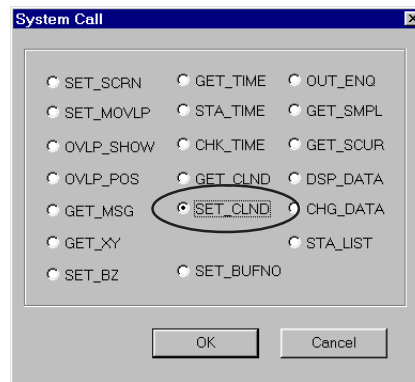 System Call
SET_SCRN GET_TIME OUT_ENQ
SET_MOVLP STA_TIME GET_SMPL
OVLP_SHOW CHK_TIME GET_SCUR
OVLP_POS GET_CLND DSP_DATA
GET_MSG SET_CLND CHG_DATA
GET_XY STA_LIST
SET_BZ SET_BUFNO
OK Cancel